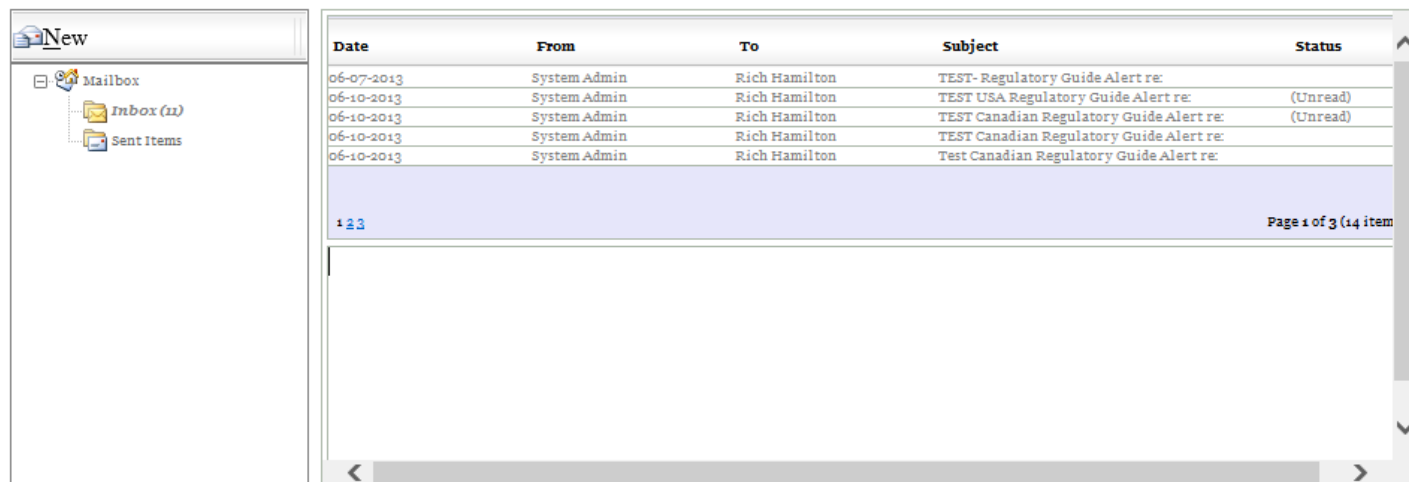 New
Mailbox
Inbox (11)
Sent Items
Date From To Subject Status
06-07-2013 System Admin Rich Hamilton TEST- Regulatory Guide Alert re:
06-10-2013 System Admin Rich Hamilton TEST USA Regulatory Guide Alert re: (Unread)
06-10-2013 System Admin Rich Hamilton TEST Canadian Regulatory Guide Alert re: (Unread)
06-10-2013 System Admin Rich Hamilton TEST Canadian Regulatory Guide Alert re:
06-10-2013 System Admin Rich Hamilton Test Canadian Regulatory Guide Alert re:
1 2 3 Page 1 of 3 (14 item